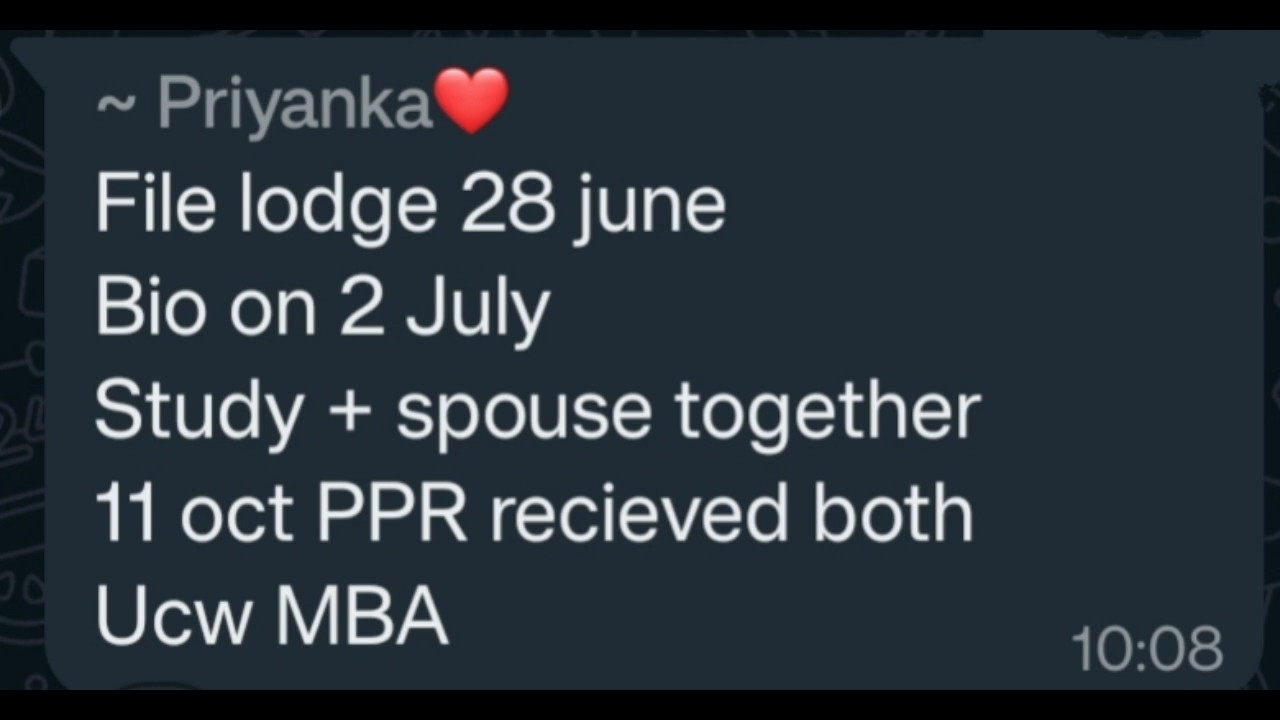 ~ Priyanka❤️
File lodge 28 june
Bio on 2 July
Study + spouse together
11 oct PPR recieved both
Ucw MBA
10:08